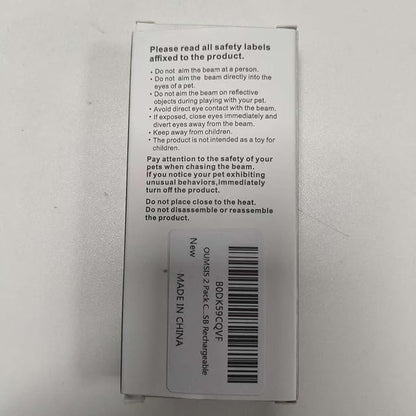 Please read all safety labels
affixed to the product.
• Do not aim the beam at a person.
• Do not aim the beam directly into the
eyes of a pet.
• Do not aim the beam on reflective
objects during playing with your pet.
• Avoid direct eye contact with the beam.
• If exposed, close eyes immediately and
divert eyes away from the beam.
• Keep away from children.
• The product is not intended as a toy for
children.
Pay attention to the safety of your
pets when chasing the beam.
If you notice your pet exhibiting
unusual behaviors,immediately
turn off the product.
Do not place close to the heat.
Do not disassemble or reassemble
the product.
B0DK59CQVF
OUMSIS 2 Pack C...SB Rechargeable
New
MADE IN CHINA